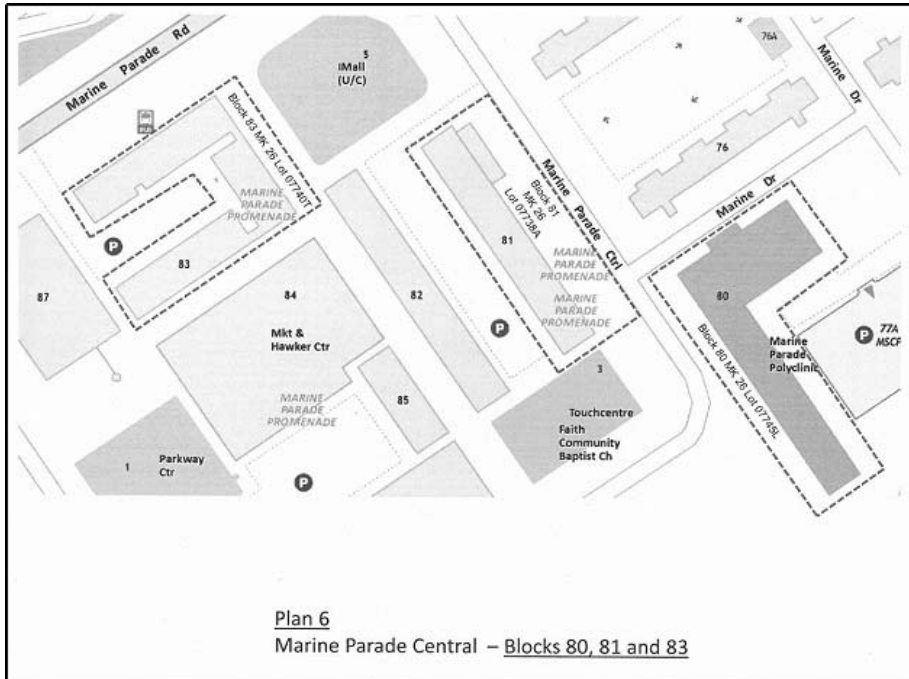 Marine Parade Rd
5
IMall
(U/C)
76A
Marine Dr
Block 83 MK 26 Lot 07740T
MARINE
PARADE
PROMENADE
P
83
87
84
Mkt &
Hawker Ctr
MARINE
PARADE
PROMENADE
82
85
1
Parkway
Ctr
P
81
Block 81
MK 26
Lot 07738A
Marine Parade Ctrl
MARINE
PARADE
PROMENADE
MARINE
PARADE
PROMENADE
P
3
Touchcentre
Faith
Community
Baptist Ch
76
Marine Dr
80
Block 80 MK 26 Lot 07745L
Marine
Parade
Polyclinic
P
77A
MSCP
Plan 6
Marine Parade Central – Blocks 80, 81 and 83